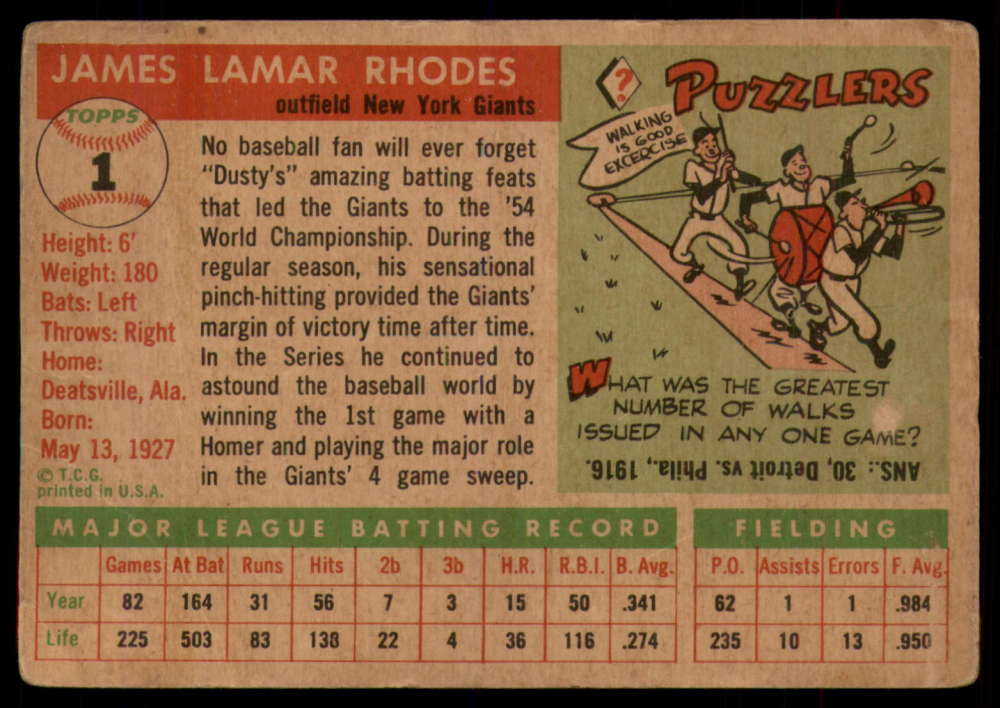 JAMES LAMAR RHODES
outfield New York Giants
TOPPS
1
Height: 6'
Weight: 180
Bats: Left
Throws: Right
Home:
Deatsville, Ala.
Born:
May 13, 1927
© T.C.G.
printed in U.S.A.
No baseball fan will ever forget
"Dusty's" amazing batting feats
that led the Giants to the '54
World Championship. During the
regular season, his sensational
pinch-hitting provided the Giants'
margin of victory time after time.
In the Series he continued to
astound the baseball world by
winning the 1st game with a
Homer and playing the major role
in the Giants' 4 game sweep.
?
PUZZLERS
WALKING
IS GOOD
EXCERCISE
WHAT WAS THE GREATEST
NUMBER OF WALKS
ISSUED IN ANY ONE GAME?
ANS.: 30, Detroit vs. Phila., 1916.
MAJOR LEAGUE BATTING RECORD
Games At Bat Runs Hits 2b 3b H.R. R.B.I. B. Avg.
Year 82 164 31 56 7 3 15 50 .341
Life 225 503 83 138 22 4 36 116 .274
FIELDING
P.O. Assists Errors F. Avg.
62 1 1 .984
235 10 13 .950